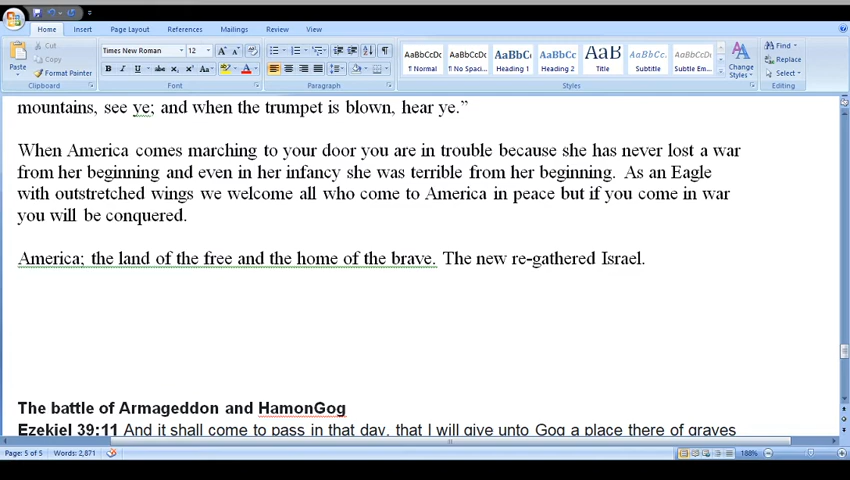 Home Insert Page Layout References Mailings Review View
Cut
Copy
Format Painter
Paste
Clipboard
Times New Roman 12
Font
Paragraph
AaBbCcDc AaBbCcDc AaBbCc AaBbCc AaB AaBbCcI AaBbCcDc
¶ Normal ¶ No Spaci... Heading 1 Heading 2 Title Subtitle Subtle Em...
Change
Styles
Styles
Find
Replace
Select
Editing
mountains, see ye; and when the trumpet is blown, hear ye.”
When America comes marching to your door you are in trouble because she has never lost a war
from her beginning and even in her infancy she was terrible from her beginning. As an Eagle
with outstretched wings we welcome all who come to America in peace but if you come in war
you will be conquered.
America; the land of the free and the home of the brave. The new re-gathered Israel.
The battle of Armageddon and HamonGog
Ezekiel 39:11 And it shall come to pass in that day, that I will give unto Gog a place there of graves
Page: 5 of 5 Words: 2,871 188%